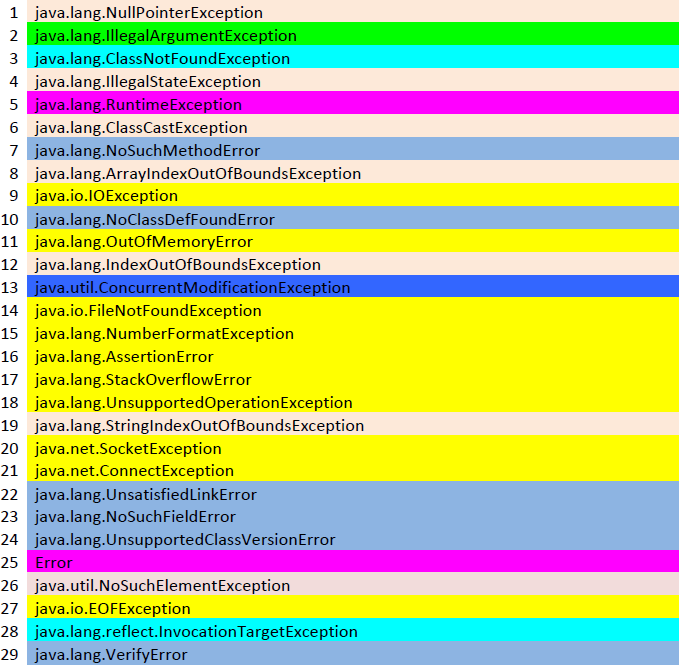 1 java.lang.NullPointerException
2 java.lang.IllegalArgumentException
3 java.lang.ClassNotFoundException
4 java.lang.IllegalStateException
5 java.lang.RuntimeException
6 java.lang.ClassCastException
7 java.lang.NoSuchMethodError
8 java.lang.ArrayIndexOutOfBoundsException
9 java.io.IOException
10 java.lang.NoClassDefFoundError
11 java.lang.OutOfMemoryError
12 java.lang.IndexOutOfBoundsException
13 java.util.ConcurrentModificationException
14 java.io.FileNotFoundException
15 java.lang.NumberFormatException
16 java.lang.AssertionError
17 java.lang.StackOverflowError
18 java.lang.UnsupportedOperationException
19 java.lang.StringIndexOutOfBoundsException
20 java.net.SocketException
21 java.net.ConnectException
22 java.lang.UnsatisfiedLinkError
23 java.lang.NoSuchFieldError
24 java.lang.UnsupportedClassVersionError
25 Error
26 java.util.NoSuchElementException
27 java.io.EOFException
28 java.lang.reflect.InvocationTargetException
29 java.lang.VerifyError